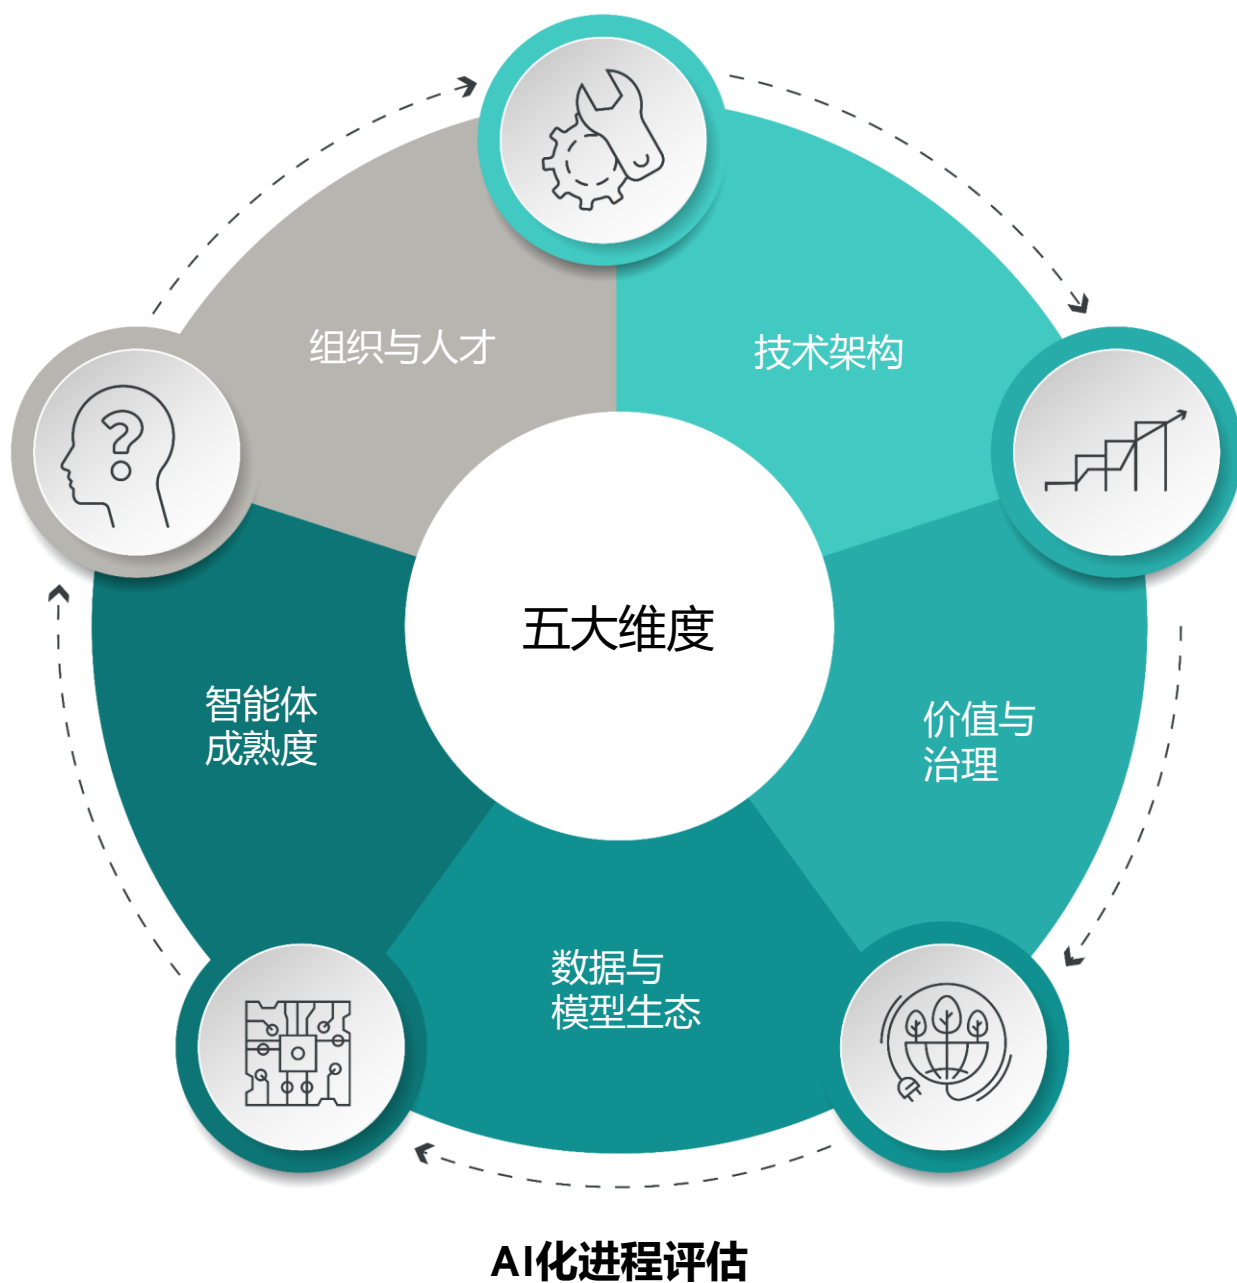 组织与人才
技术架构
五大维度
智能体
成熟度
价值与
治理
数据与
模型生态
AI化进程评估